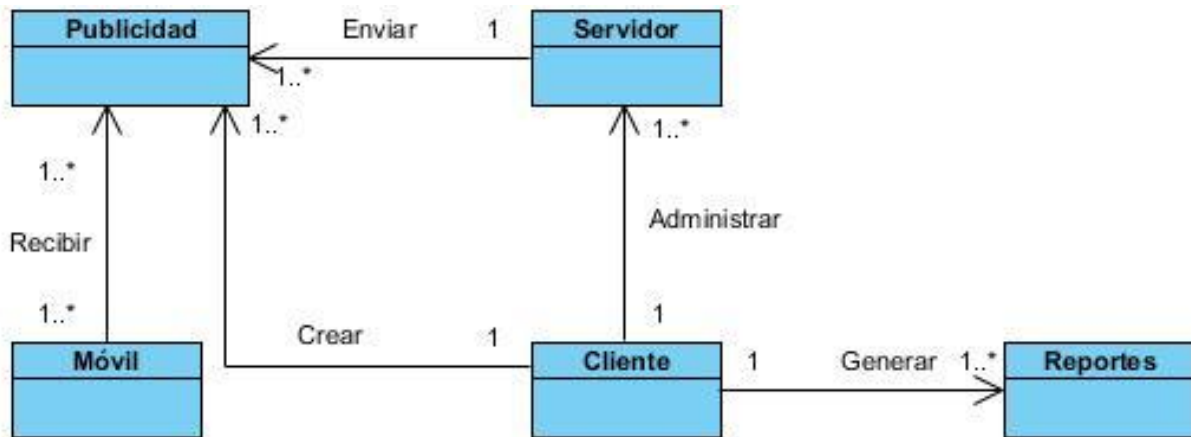 Publicidad
Enviar
1
Servidor
1..*
1..*
1..*
1..*
Recibir
Administrar
1..*
Crear
1
1
Móvil
Cliente
1
Generar
1..*
Reportes